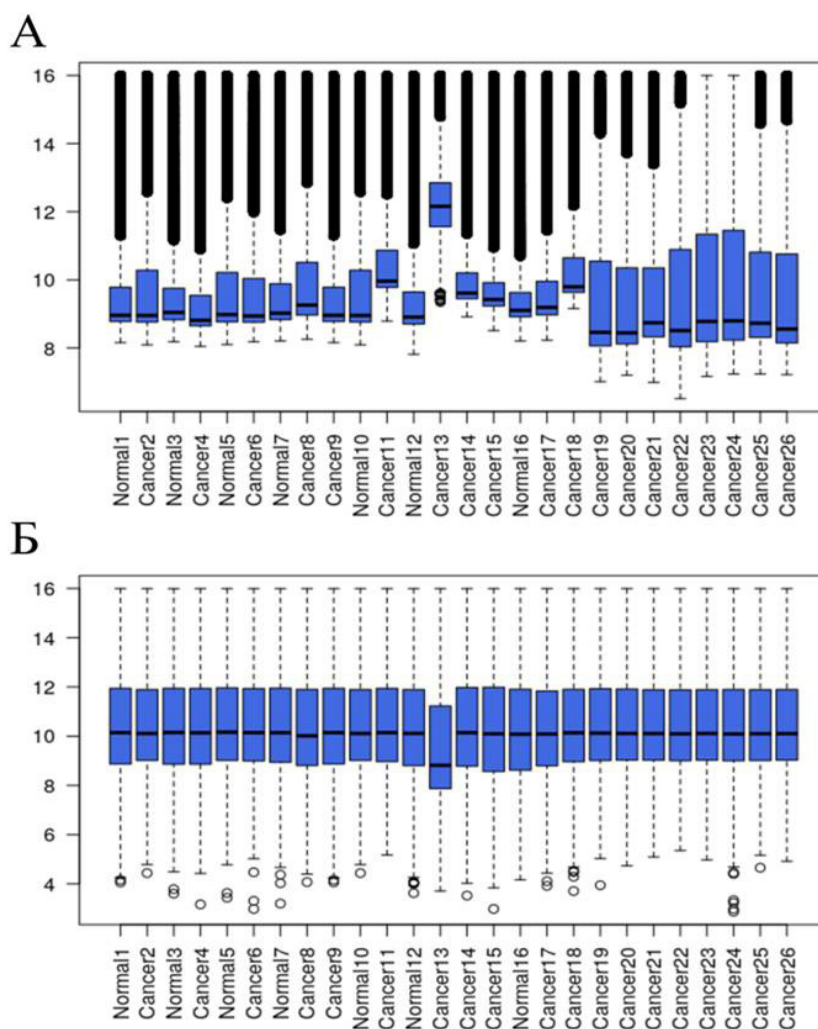 А
16
14
12
10
8
Normal1
Cancer2
Normal3
Cancer4
Normal5
Cancer6
Normal7
Cancer8
Cancer9
Normal10
Cancer11
Normal12
Cancer13
Cancer14
Cancer15
Normal16
Cancer17
Cancer18
Cancer19
Cancer20
Cancer21
Cancer22
Cancer23
Cancer24
Cancer25
Cancer26
Б
16
14
12
10
8
6
4
Normal1
Cancer2
Normal3
Cancer4
Normal5
Cancer6
Normal7
Cancer8
Cancer9
Normal10
Cancer11
Normal12
Cancer13
Cancer14
Cancer15
Normal16
Cancer17
Cancer18
Cancer19
Cancer20
Cancer21
Cancer22
Cancer23
Cancer24
Cancer25
Cancer26